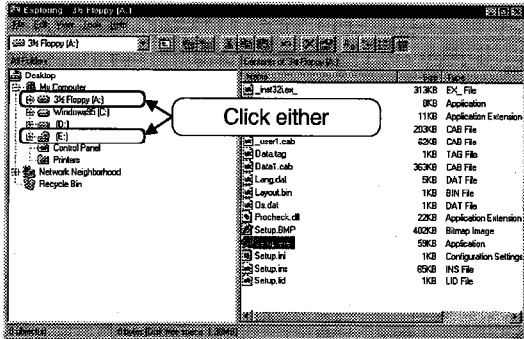 Exploring - 3½ Floppy (A:)
File Edit View Tools Help
3½ Floppy (A:)
All Folders
Contents of '3½ Floppy (A:)'
Desktop
My Computer
3½ Floppy (A:)
Windows95 (C:)
(D:)
(E:)
Control Panel
Printers
Network Neighborhood
Recycle Bin
Click either
Name Size Type
_inst32i.ex_ 313KB EX_ File
8KB Application
11KB Application Extension
203KB CAB File
_user1.cab 62KB CAB File
Data.tag 1KB TAG File
Data1.cab 363KB CAB File
Lang.dat 5KB DAT File
Layout.bin 1KB BIN File
Os.dat 1KB DAT File
Procheck.dll 22KB Application Extension
Setup.BMP 402KB Bitmap Image
59KB Application
Setup.ini 1KB Configuration Settings
Setup.ins 65KB INS File
Setup.lid 1KB LID File